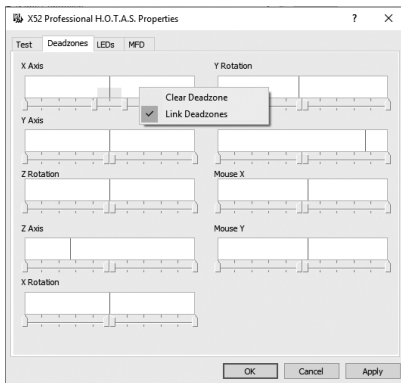 X52 Professional H.O.T.A.S. Properties
? X
Test Deadzones LEDs MFD
X Axis
Y Rotation
Clear Deadzone
Link Deadzones
Y Axis
Z Rotation
Mouse X
Z Axis
Mouse Y
X Rotation
OK Cancel Apply